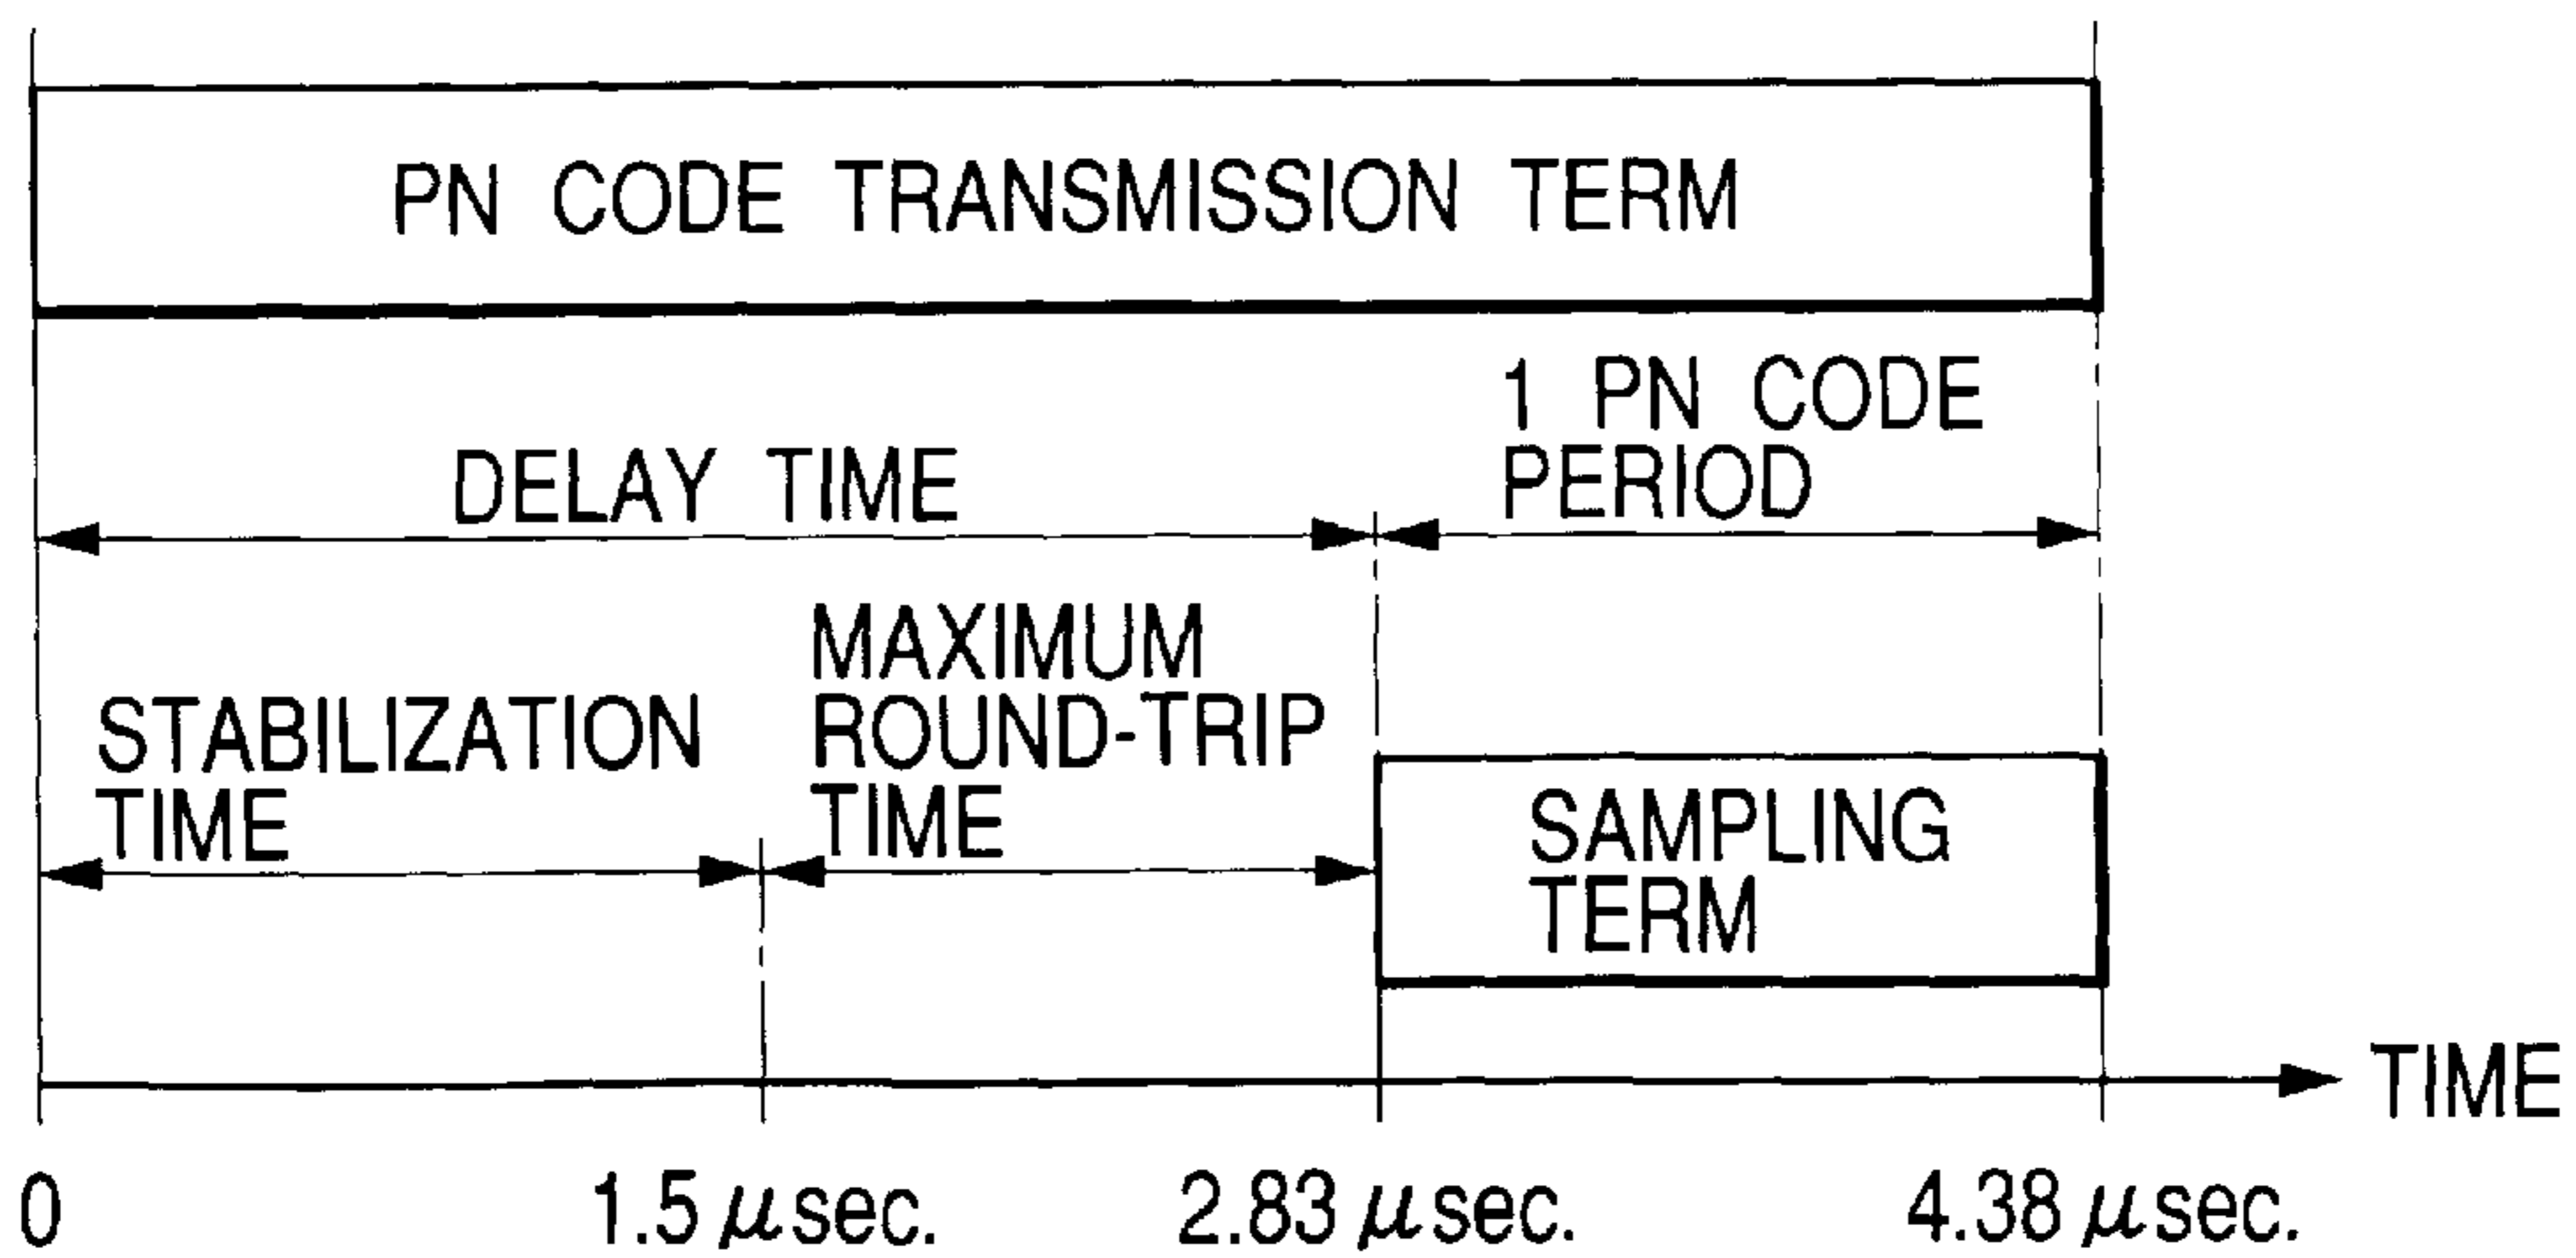 PN CODE TRANSMISSION TERM
1 PN CODE
PERIOD
DELAY TIME
MAXIMUM
ROUND-TRIP
TIME
STABILIZATION
TIME
SAMPLING
TERM
TIME
0
1.5 μsec.
2.83 μsec.
4.38 μsec.